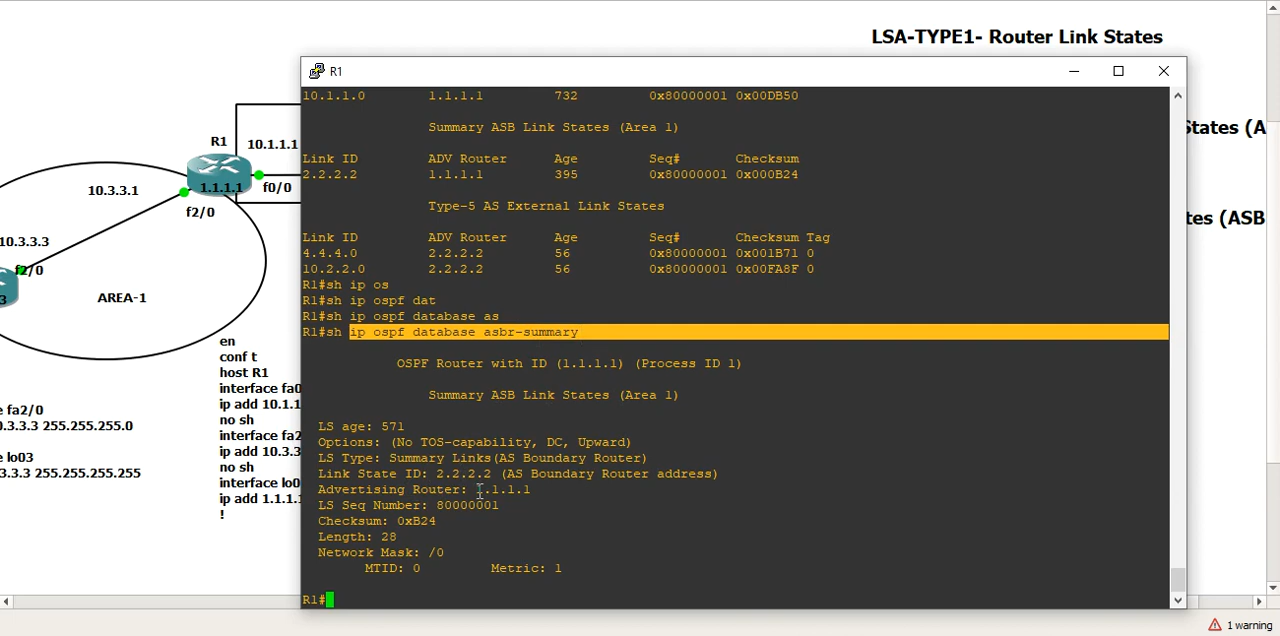 LSA-TYPE1- Router Link States
R1
10.1.1.0 1.1.1.1 732 0x80000001 0x00DB50
Summary ASB Link States (Area 1)
Link ID ADV Router Age Seq# Checksum
2.2.2.2 1.1.1.1 395 0x80000001 0x000B24
Type-5 AS External Link States
Link ID ADV Router Age Seq# Checksum Tag
4.4.4.0 2.2.2.2 56 0x80000001 0x001B71 0
10.2.2.0 2.2.2.2 56 0x80000001 0x00FA8F 0
R1#sh ip os
R1#sh ip ospf dat
R1#sh ip ospf database as
R1#sh ip ospf database asbr-summary
OSPF Router with ID (1.1.1.1) (Process ID 1)
Summary ASB Link States (Area 1)
LS age: 571
Options: (No TOS-capability, DC, Upward)
LS Type: Summary Links(AS Boundary Router)
Link State ID: 2.2.2.2 (AS Boundary Router address)
Advertising Router: 1.1.1.1
LS Seq Number: 80000001
Checksum: 0xB24
Length: 28
Network Mask: /0
MTID: 0 Metric: 1
R1#
States (A
tes (ASB
R1
10.1.1.1
1.1.1.1
f0/0
10.3.3.1
f2/0
10.3.3.3
f2/0
3
AREA-1
en
conf t
host R1
interface fa0
ip add 10.1.1
no sh
interface fa2
ip add 10.3.3
no sh
interface lo0
ip add 1.1.1.1
!
e fa2/0
0.3.3.3 255.255.255.0
e lo03
3.3.3 255.255.255.255
1 warning